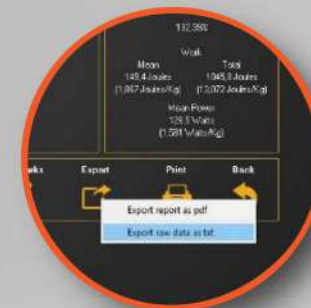 132,39%
Work
Mean Total
149,4 Joules 1045,8 Joules
(1,867 Joules/Kg) (13,072 Joules/Kg)
Mean Power
126,5 Watts
(1,581 Watts/Kg)
Export Print Back
Export report as pdf
Export raw data as txt